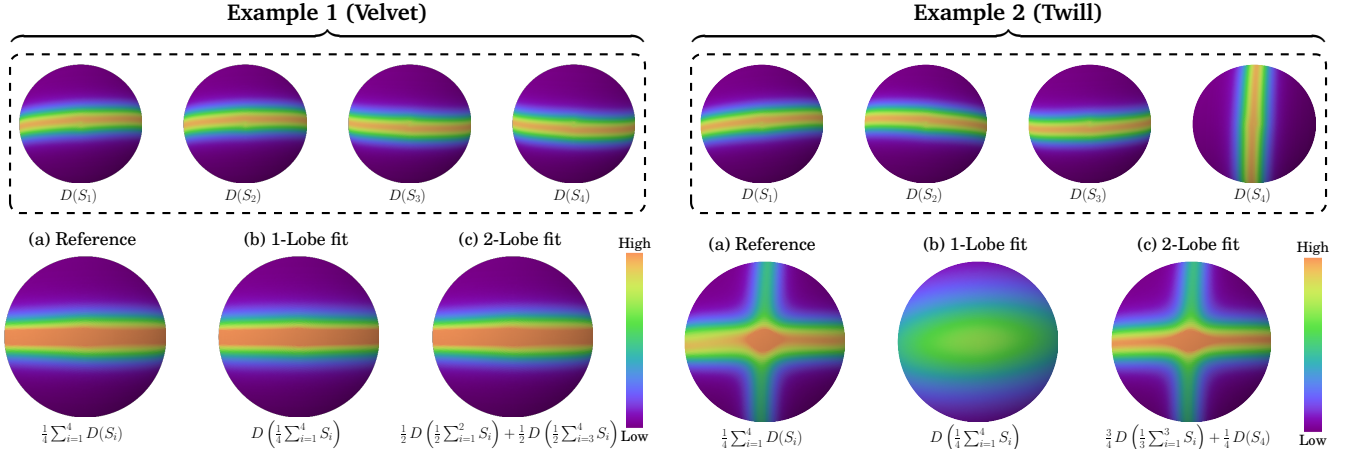 Example 1 (Velvet)
D(S₁) D(S₂) D(S₃) D(S₄)
(a) Reference (b) 1-Lobe fit (c) 2-Lobe fit
High
Low
¼ ∑⁴ᵢ₌₁ D(Sᵢ) D(¼ ∑⁴ᵢ₌₁ Sᵢ) ½ D(½ ∑²ᵢ₌₁ Sᵢ) + ½ D(½ ∑⁴ᵢ₌₃ Sᵢ)
Example 2 (Twill)
D(S₁) D(S₂) D(S₃) D(S₄)
(a) Reference (b) 1-Lobe fit (c) 2-Lobe fit
High
Low
¼ ∑⁴ᵢ₌₁ D(Sᵢ) D(¼ ∑⁴ᵢ₌₁ Sᵢ) ¾ D(⅓ ∑³ᵢ₌₁ Sᵢ) + ¼ D(S₄)